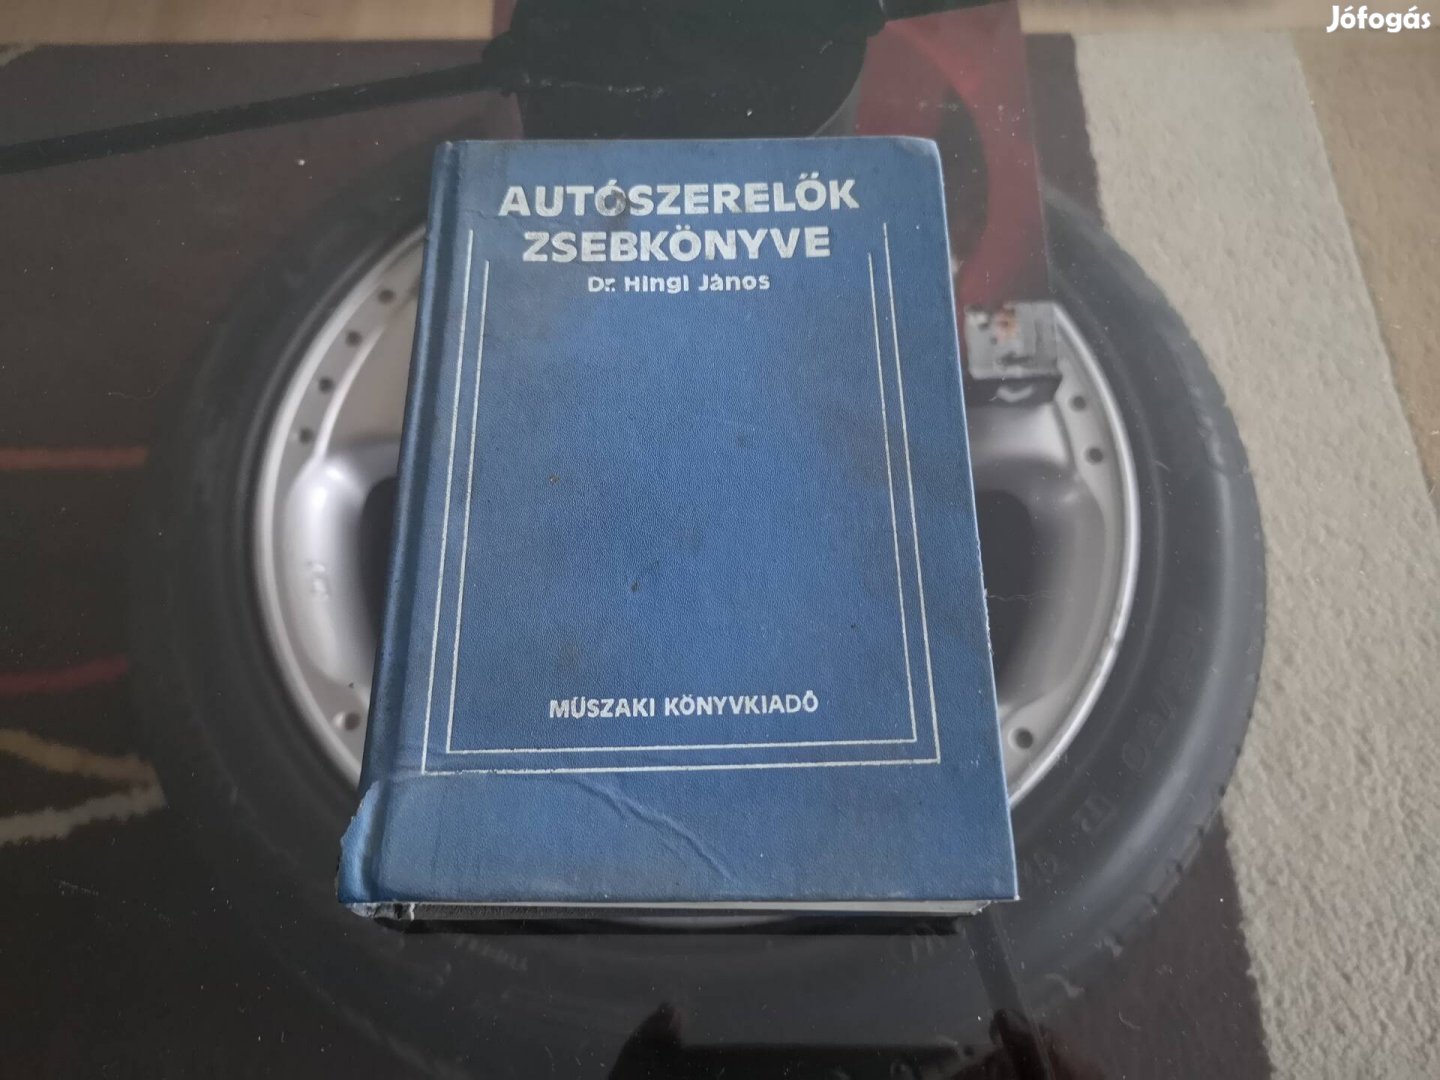 Jófogás
AUTÓSZERELŐK
ZSEBKÖNYVE
Dr. Hingl János
MŰSZAKI KÖNYVKIADÓ